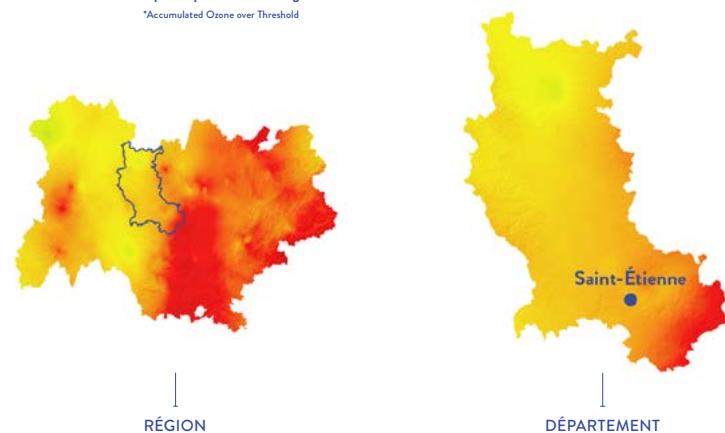 *Accumulated Ozone over Threshold
Saint-Étienne
RÉGION
DÉPARTEMENT